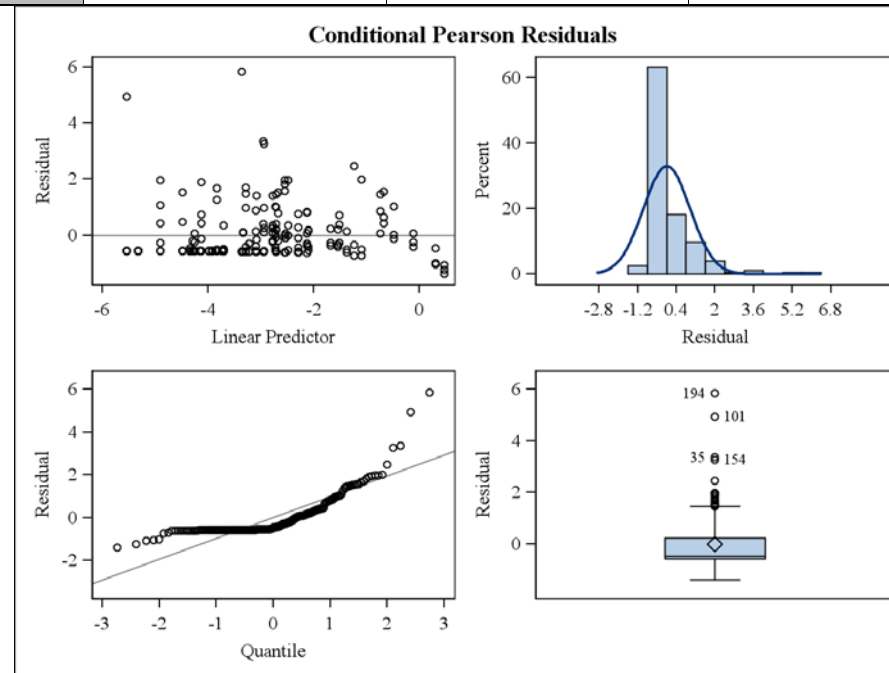 Conditional Pearson Residuals
6
4
2
0
Residual
-6 -4 -2 0
Linear Predictor
60
40
20
0
Percent
-2.8 -1.2 0.4 2 3.6 5.2 6.8
Residual
6
4
2
0
-2
Residual
-3 -2 -1 0 1 2 3
Quantile
6
4
2
0
Residual
194
101
35 154